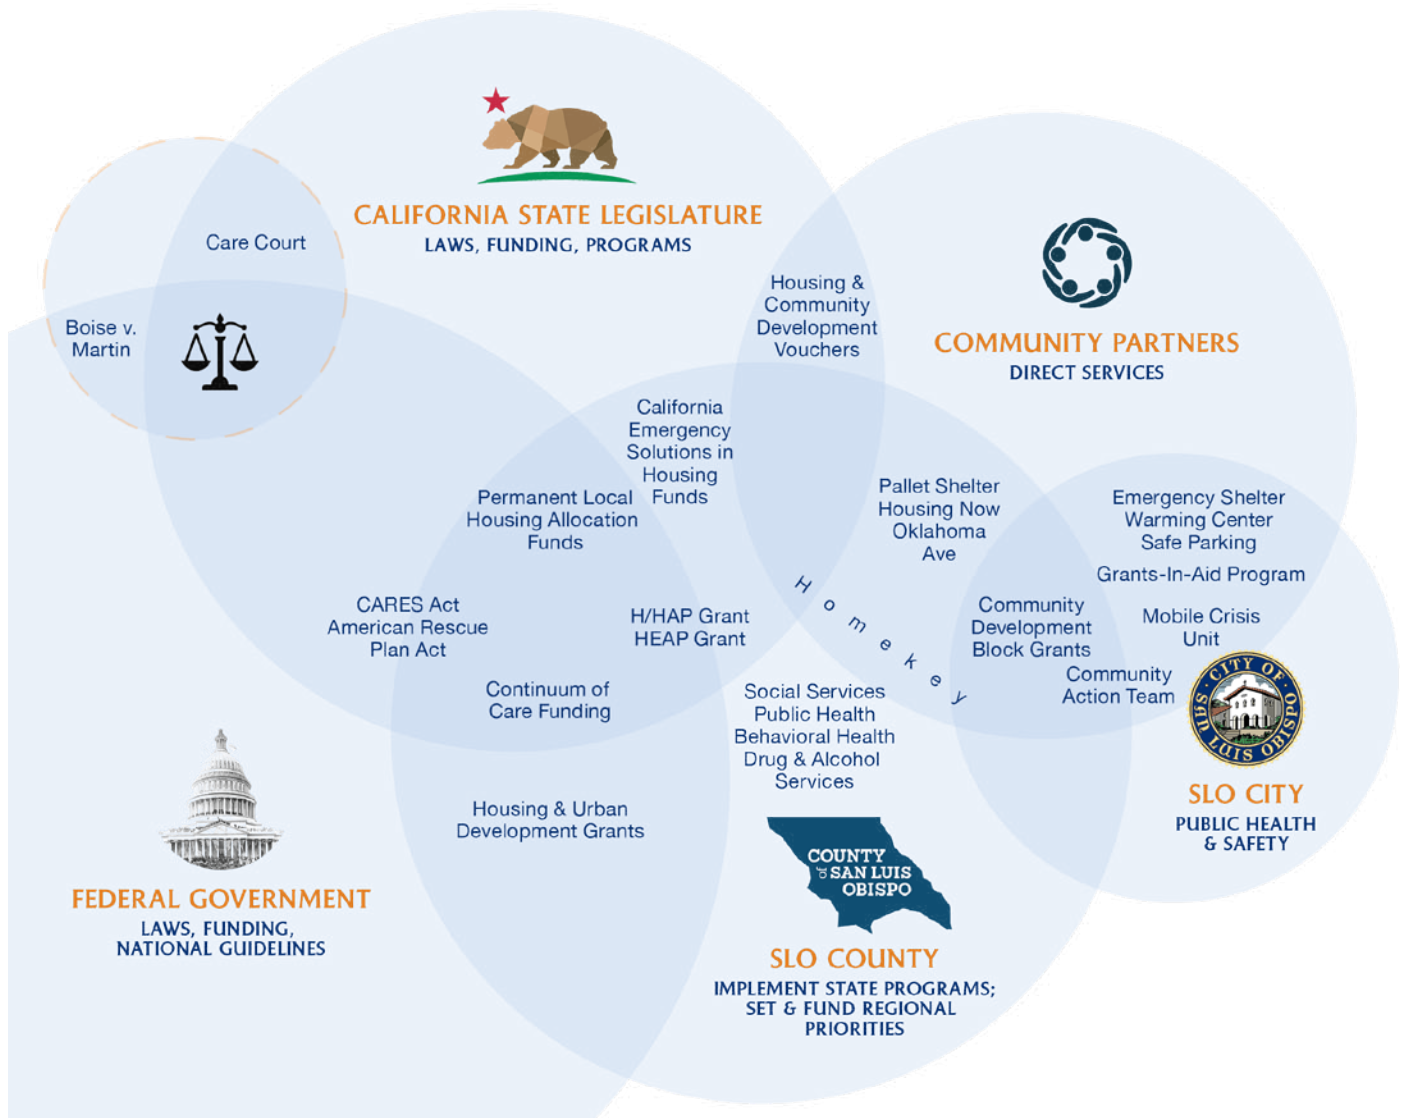 CALIFORNIA STATE LEGISLATURE
LAWS, FUNDING, PROGRAMS
Care Court
Boise v.
Martin
Housing &
Community
Development
Vouchers
COMMUNITY PARTNERS
DIRECT SERVICES
California
Emergency
Solutions in
Housing
Funds
Permanent Local
Housing Allocation
Funds
Pallet Shelter
Housing Now
Oklahoma
Ave
Emergency Shelter
Warming Center
Safe Parking
Grants-In-Aid Program
Homekey
CARES Act
American Rescue
Plan Act
H/HAP Grant
HEAP Grant
Community
Development
Block Grants
Mobile Crisis
Unit
Community
Action Team
Continuum of
Care Funding
Social Services
Public Health
Behavioral Health
Drug & Alcohol
Services
CITY OF
SAN LUIS OBISPO
SLO CITY
PUBLIC HEALTH
& SAFETY
Housing & Urban
Development Grants
COUNTY
of SAN LUIS
OBISPO
FEDERAL GOVERNMENT
LAWS, FUNDING,
NATIONAL GUIDELINES
SLO COUNTY
IMPLEMENT STATE PROGRAMS;
SET & FUND REGIONAL
PRIORITIES